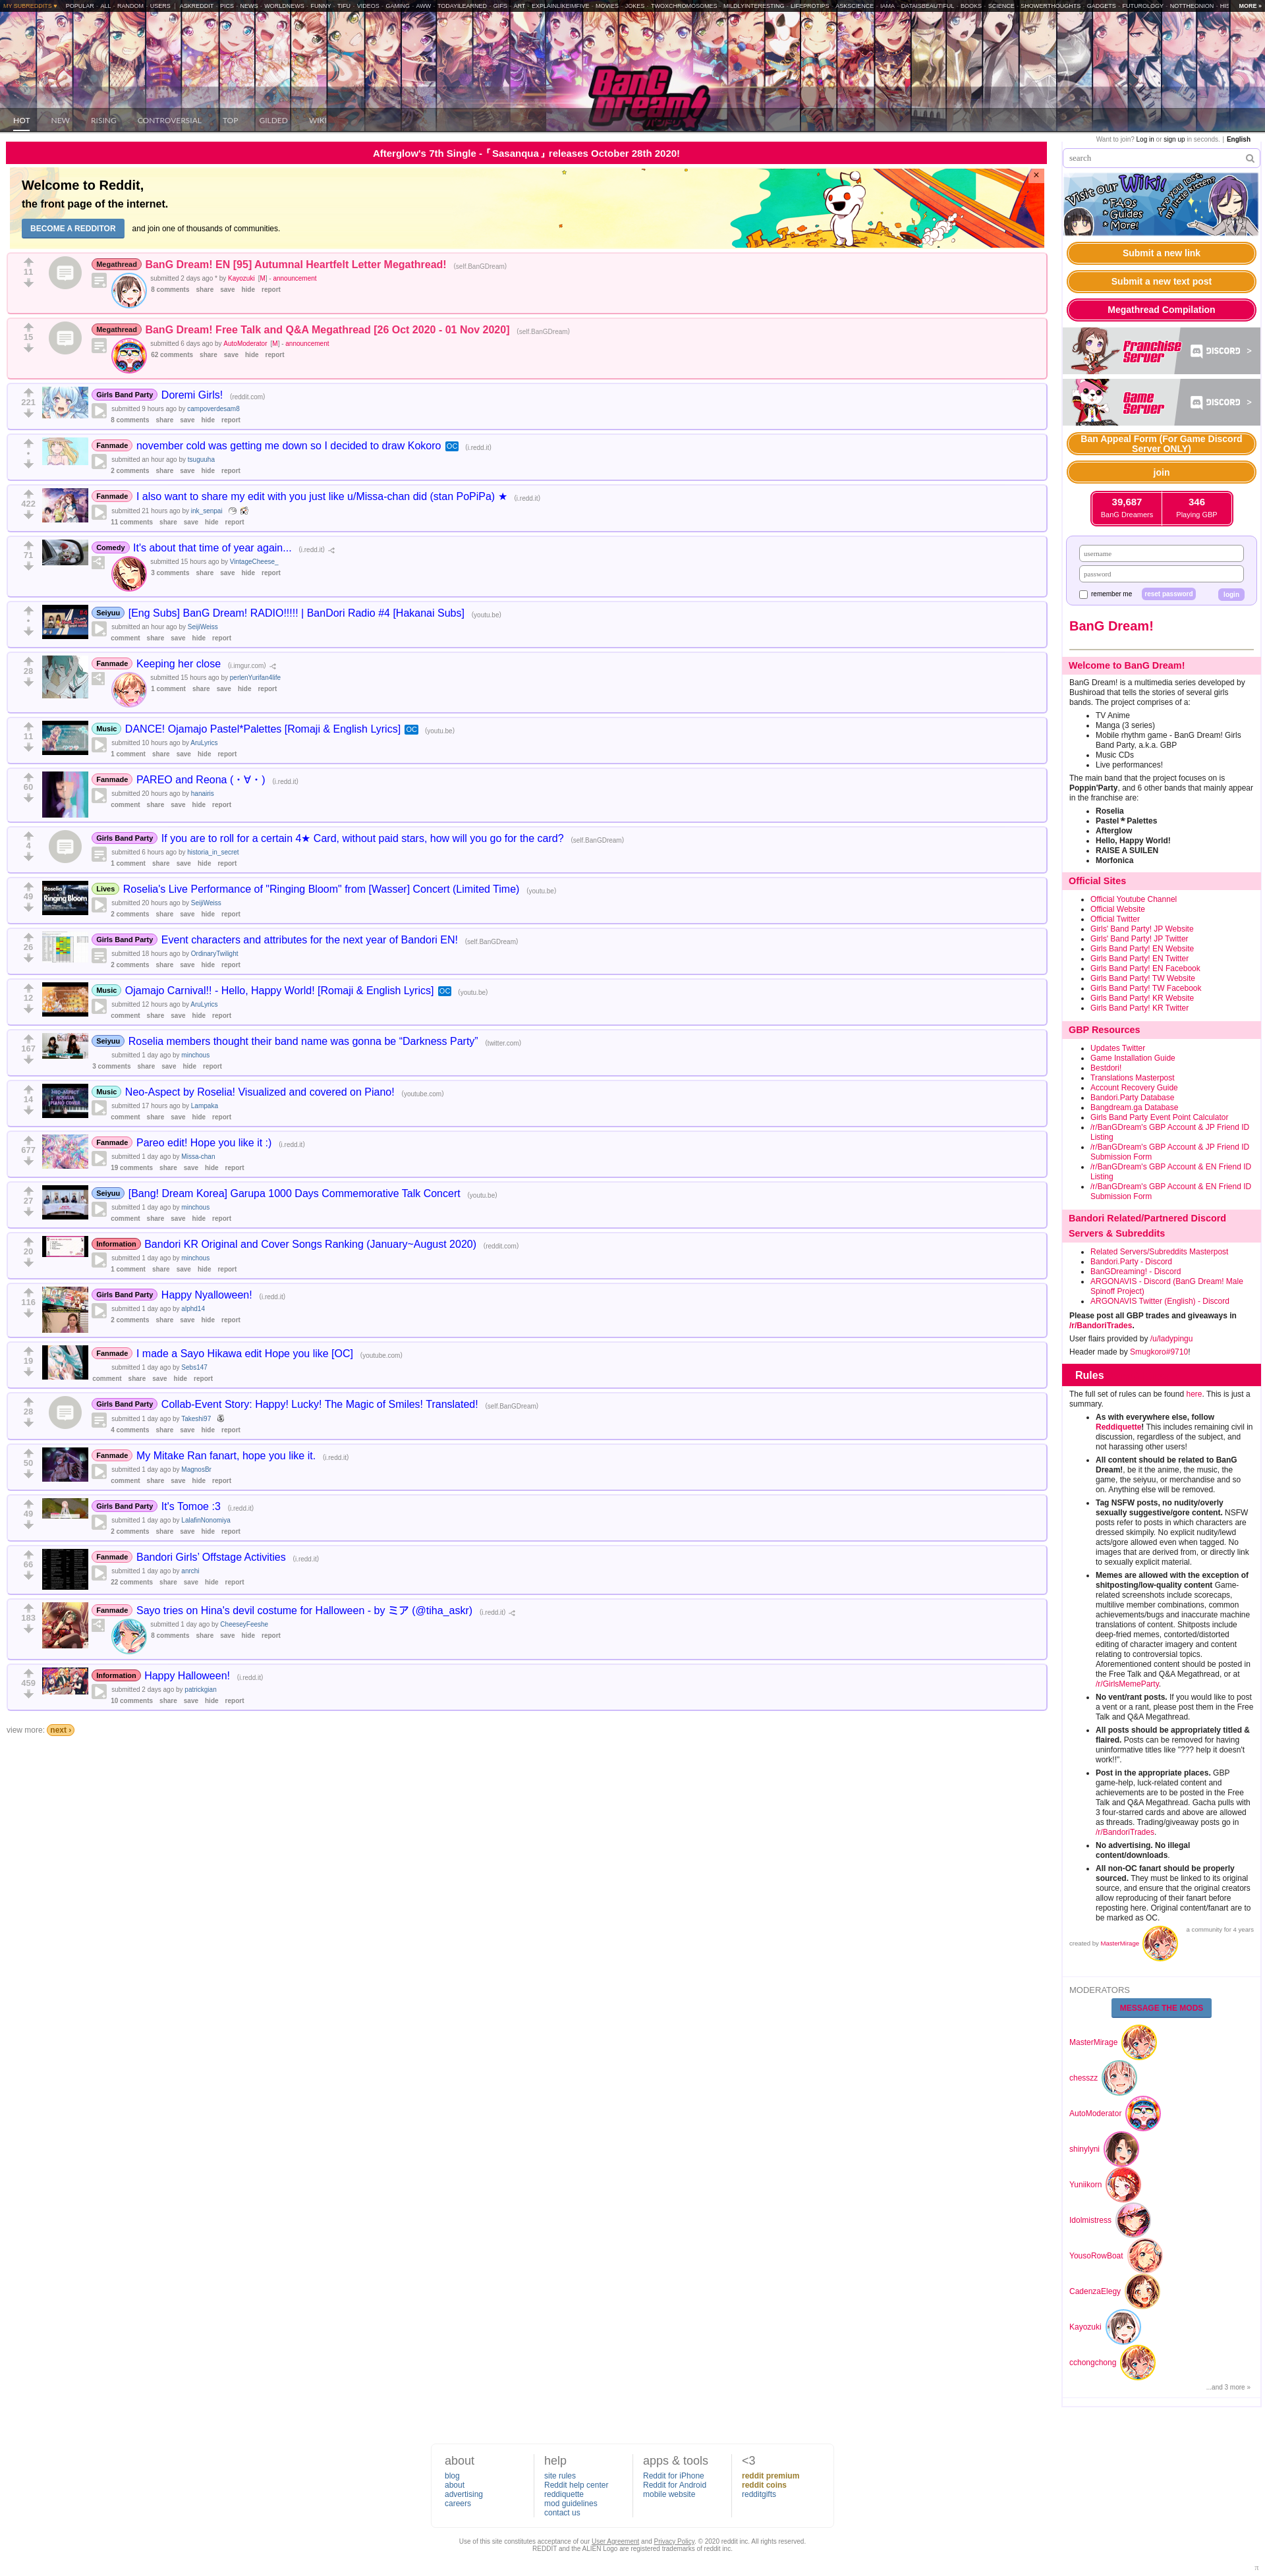 MY SUBREDDITS ▾ POPULAR - ALL - RANDOM - USERS | ASKREDDIT - PICS - NEWS - WORLDNEWS - FUNNY - TIFU - VIDEOS - GAMING - AWW - TODAYILEARNED - GIFS - ART - EXPLAINLIKEIMFIVE - MOVIES - JOKES - TWOXCHROMOSOMES - MILDLYINTERESTING - LIFEPROTIPS - ASKSCIENCE - IAMA - DATAISBEAUTIFUL - BOOKS - SCIENCE - SHOWERTHOUGHTS - GADGETS - FUTUROLOGY - NOTTHEONION - HIS MORE »
BanG Dream!
HOT NEW RISING CONTROVERSIAL TOP GILDED WIKI
Want to join? Log in or sign up in seconds. | English
Afterglow's 7th Single -『Sasanqua』releases October 28th 2020!
Welcome to Reddit,
the front page of the internet.
BECOME A REDDITOR and join one of thousands of communities.
×
11
Megathread BanG Dream! EN [95] Autumnal Heartfelt Letter Megathread! (self.BanGDream)
submitted 2 days ago * by Kayozuki [M] - announcement
8 comments share save hide report
15
Megathread BanG Dream! Free Talk and Q&A Megathread [26 Oct 2020 - 01 Nov 2020] (self.BanGDream)
submitted 6 days ago by AutoModerator [M] - announcement
62 comments share save hide report
221
Girls Band Party Doremi Girls! (reddit.com)
submitted 9 hours ago by campoverdesam8
8 comments share save hide report
•
Fanmade november cold was getting me down so I decided to draw Kokoro OC (i.redd.it)
submitted an hour ago by tsuguuha
2 comments share save hide report
422
Fanmade I also want to share my edit with you just like u/Missa-chan did (stan PoPiPa) ★ (i.redd.it)
submitted 21 hours ago by ink_senpai
11 comments share save hide report
71
Comedy It's about that time of year again... (i.redd.it)
submitted 15 hours ago by VintageCheese_
3 comments share save hide report
Seiyuu [Eng Subs] BanG Dream! RADIO!!!!! | BanDori Radio #4 [Hakanai Subs] (youtu.be)
submitted an hour ago by SeijiWeiss
comment share save hide report
28
Fanmade Keeping her close (i.imgur.com)
submitted 15 hours ago by perlenYurifan4life
1 comment share save hide report
11
Music DANCE! Ojamajo Pastel*Palettes [Romaji & English Lyrics] OC (youtu.be)
submitted 10 hours ago by AruLyrics
1 comment share save hide report
60
Fanmade PAREO and Reona (・∀・) (i.redd.it)
submitted 20 hours ago by hanairis
comment share save hide report
4
Girls Band Party If you are to roll for a certain 4★ Card, without paid stars, how will you go for the card? (self.BanGDream)
submitted 6 hours ago by historia_in_secret
1 comment share save hide report
49
Roselia Ringing Bloom
Lives Roselia's Live Performance of "Ringing Bloom" from [Wasser] Concert (Limited Time) (youtu.be)
submitted 20 hours ago by SeijiWeiss
2 comments share save hide report
26
Girls Band Party Event characters and attributes for the next year of Bandori EN! (self.BanGDream)
submitted 18 hours ago by OrdinaryTwilight
2 comments share save hide report
12
Music Ojamajo Carnival!! - Hello, Happy World! [Romaji & English Lyrics] OC (youtu.be)
submitted 12 hours ago by AruLyrics
comment share save hide report
167
Seiyuu Roselia members thought their band name was gonna be “Darkness Party” (twitter.com)
submitted 1 day ago by minchous
3 comments share save hide report
14
NEO-ASPECT ROSELIA PIANO COVER
Music Neo-Aspect by Roselia! Visualized and covered on Piano! (youtube.com)
submitted 17 hours ago by Lampaka
comment share save hide report
677
Fanmade Pareo edit! Hope you like it :) (i.redd.it)
submitted 1 day ago by Missa-chan
19 comments share save hide report
27
Seiyuu [Bang! Dream Korea] Garupa 1000 Days Commemorative Talk Concert (youtu.be)
submitted 1 day ago by minchous
comment share save hide report
20
Information Bandori KR Original and Cover Songs Ranking (January~August 2020) (reddit.com)
submitted 1 day ago by minchous
1 comment share save hide report
116
Girls Band Party Happy Nyalloween! (i.redd.it)
submitted 1 day ago by alphd14
2 comments share save hide report
19
Fanmade I made a Sayo Hikawa edit Hope you like [OC] (youtube.com)
submitted 1 day ago by Sebs147
comment share save hide report
28
Girls Band Party Collab-Event Story: Happy! Lucky! The Magic of Smiles! Translated! (self.BanGDream)
submitted 1 day ago by Takeshi97
4 comments share save hide report
50
Fanmade My Mitake Ran fanart, hope you like it. (i.redd.it)
submitted 1 day ago by MagnosBr
comment share save hide report
49
Girls Band Party It's Tomoe :3 (i.redd.it)
submitted 1 day ago by LalafinNonomiya
2 comments share save hide report
66
Fanmade Bandori Girls’ Offstage Activities (i.redd.it)
submitted 1 day ago by anrchi
22 comments share save hide report
183
Fanmade Sayo tries on Hina's devil costume for Halloween - by ミア (@tiha_askr) (i.redd.it)
submitted 1 day ago by CheeseyFeeshe
8 comments share save hide report
459
Information Happy Halloween! (i.redd.it)
submitted 2 days ago by patrickgian
10 comments share save hide report
view more: next ›
search
Visit our Wiki!
*FAQs
*Guides
*More!
Are you lost, my little kitten?
Submit a new link
Submit a new text post
Megathread Compilation
Franchise Server DISCORD >
Game Server DISCORD >
Ban Appeal Form (For Game Discord
Server ONLY)
join
39,687 346
BanG Dreamers Playing GBP
username
password
remember me reset password login
BanG Dream!
Welcome to BanG Dream!
BanG Dream! is a multimedia series developed by
Bushiroad that tells the stories of several girls
bands. The project comprises of a:
• TV Anime
• Manga (3 series)
• Mobile rhythm game - BanG Dream! Girls
Band Party, a.k.a. GBP
• Music CDs
• Live performances!
The main band that the project focuses on is
Poppin'Party, and 6 other bands that mainly appear
in the franchise are:
• Roselia
• Pastel＊Palettes
• Afterglow
• Hello, Happy World!
• RAISE A SUILEN
• Morfonica
Official Sites
• Official Youtube Channel
• Official Website
• Official Twitter
• Girls' Band Party! JP Website
• Girls' Band Party! JP Twitter
• Girls Band Party! EN Website
• Girls Band Party! EN Twitter
• Girls Band Party! EN Facebook
• Girls Band Party! TW Website
• Girls Band Party! TW Facebook
• Girls Band Party! KR Website
• Girls Band Party! KR Twitter
GBP Resources
• Updates Twitter
• Game Installation Guide
• Bestdori!
• Translations Masterpost
• Account Recovery Guide
• Bandori.Party Database
• Bangdream.ga Database
• Girls Band Party Event Point Calculator
• /r/BanGDream's GBP Account & JP Friend ID
Listing
• /r/BanGDream's GBP Account & JP Friend ID
Submission Form
• /r/BanGDream's GBP Account & EN Friend ID
Listing
• /r/BanGDream's GBP Account & EN Friend ID
Submission Form
Bandori Related/Partnered Discord
Servers & Subreddits
• Related Servers/Subreddits Masterpost
• Bandori.Party - Discord
• BanGDreaming! - Discord
• ARGONAVIS - Discord (BanG Dream! Male
Spinoff Project)
• ARGONAVIS Twitter (English) - Discord
Please post all GBP trades and giveaways in
/r/BandoriTrades.
User flairs provided by /u/ladypingu
Header made by Smugkoro#9710!
Rules
The full set of rules can be found here. This is just a
summary.
• As with everywhere else, follow
Reddiquette! This includes remaining civil in
discussion, regardless of the subject, and
not harassing other users!
• All content should be related to BanG
Dream!, be it the anime, the music, the
game, the seiyuu, or merchandise and so
on. Anything else will be removed.
• Tag NSFW posts, no nudity/overly
sexually suggestive/gore content. NSFW
posts refer to posts in which characters are
dressed skimpily. No explicit nudity/lewd
acts/gore allowed even when tagged. No
images that are derived from, or directly link
to sexually explicit material.
• Memes are allowed with the exception of
shitposting/low-quality content Game-
related screenshots include scorecaps,
multilive member combinations, common
achievements/bugs and inaccurate machine
translations of content. Shitposts include
deep-fried memes, contorted/distorted
editing of character imagery and content
relating to controversial topics.
Aforementioned content should be posted in
the Free Talk and Q&A Megathread, or at
/r/GirlsMemeParty.
• No vent/rant posts. If you would like to post
a vent or a rant, please post them in the Free
Talk and Q&A Megathread.
• All posts should be appropriately titled &
flaired. Posts can be removed for having
uninformative titles like "??? help it doesn't
work!!".
• Post in the appropriate places. GBP
game-help, luck-related content and
achievements are to be posted in the Free
Talk and Q&A Megathread. Gacha pulls with
3 four-starred cards and above are allowed
as threads. Trading/giveaway posts go in
/r/BandoriTrades.
• No advertising. No illegal
content/downloads.
• All non-OC fanart should be properly
sourced. They must be linked to its original
source, and ensure that the original creators
allow reproducing of their fanart before
reposting here. Original content/fanart are to
be marked as OC.
created by MasterMirage a community for 4 years
MODERATORS
MESSAGE THE MODS
MasterMirage
chesszz
AutoModerator
shinylyni
Yuniikorn
Idolmistress
YousoRowBoat
CadenzaElegy
Kayozuki
cchongchong
...and 3 more »
about
blog
about
advertising
careers
help
site rules
Reddit help center
reddiquette
mod guidelines
contact us
apps & tools
Reddit for iPhone
Reddit for Android
mobile website
<3
reddit premium
reddit coins
redditgifts
Use of this site constitutes acceptance of our User Agreement and Privacy Policy. © 2020 reddit inc. All rights reserved.
REDDIT and the ALIEN Logo are registered trademarks of reddit inc.
π